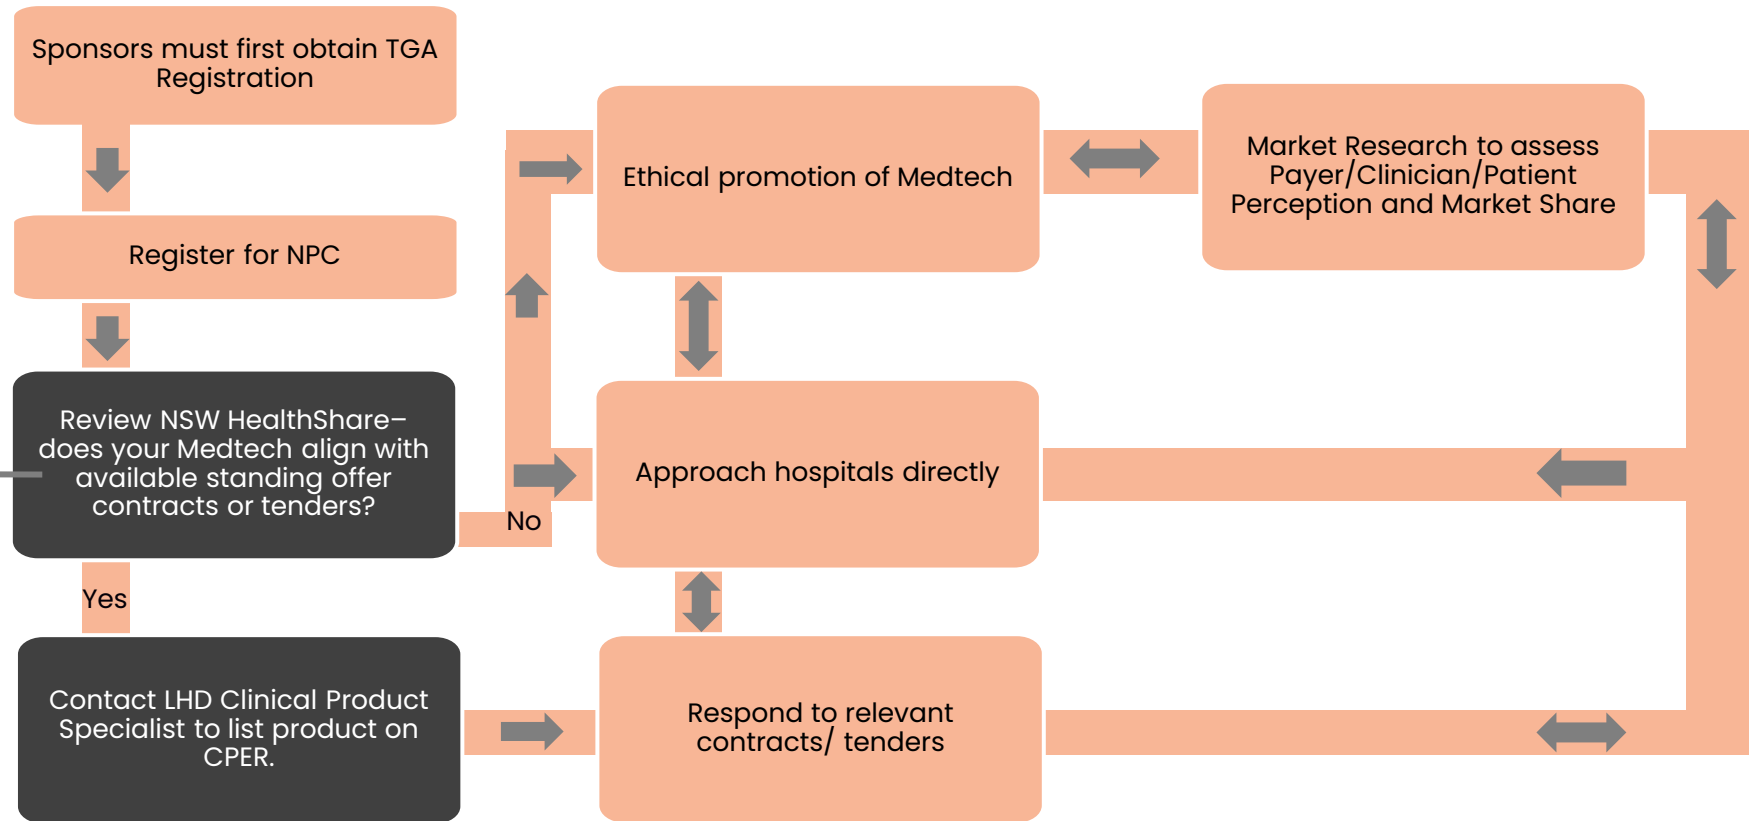 Sponsors must first obtain TGA
Registration
Register for NPC
Review NSW HealthShare–
does your Medtech align with
available standing offer
contracts or tenders?
No
Yes
Contact LHD Clinical Product
Specialist to list product on
CPER.
Ethical promotion of Medtech
Market Research to assess
Payer/Clinician/Patient
Perception and Market Share
Approach hospitals directly
Respond to relevant
contracts/ tenders